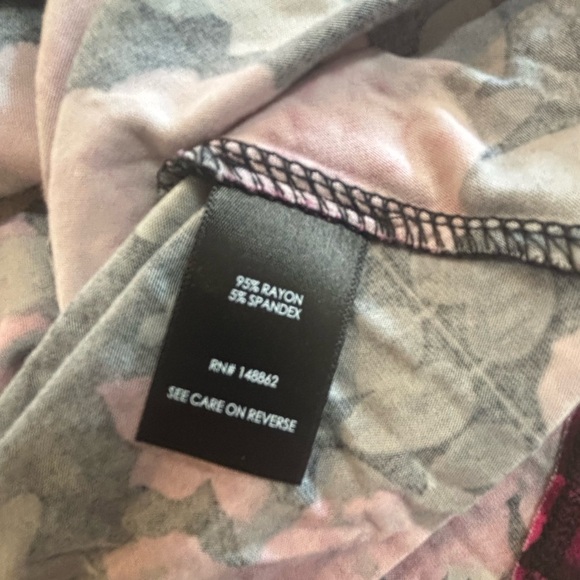 95% RAYON
5% SPANDEX
RN# 148862
SEE CARE ON REVERSE